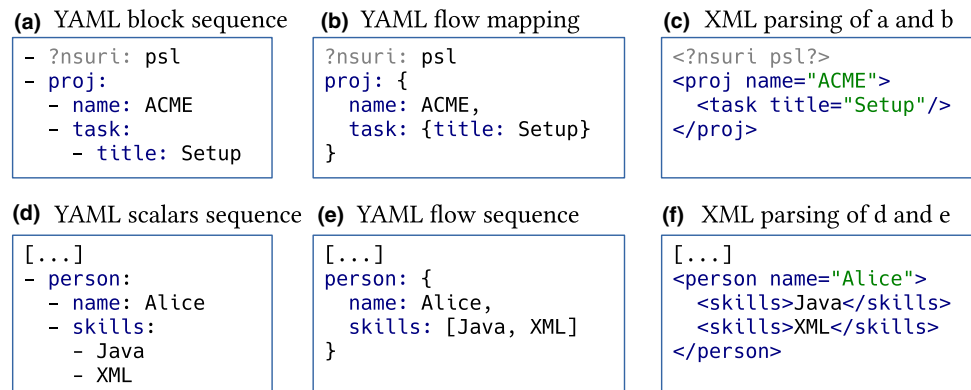 (a) YAML block sequence
- ?nsuri: psl
- proj:
  - name: ACME
  - task:
    - title: Setup
(b) YAML flow mapping
?nsuri: psl
proj: {
  name: ACME,
  task: {title: Setup}
}
(c) XML parsing of a and b
<?nsuri psl?>
<proj name="ACME">
  <task title="Setup"/>
</proj>
(d) YAML scalars sequence
[...]
- person:
  - name: Alice
  - skills:
    - Java
    - XML
(e) YAML flow sequence
[...]
person: {
  name: Alice,
  skills: [Java, XML]
}
(f) XML parsing of d and e
[...]
<person name="Alice">
  <skills>Java</skills>
  <skills>XML</skills>
</person>